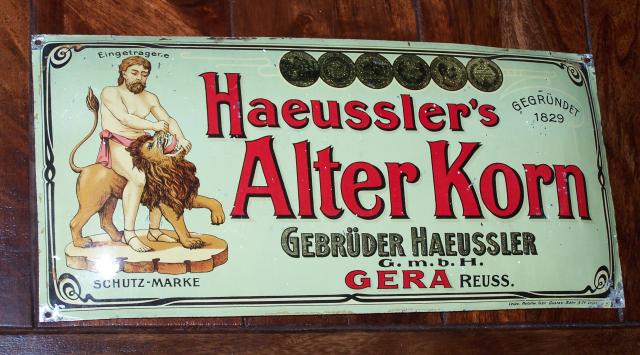 Eingetragene
Haeussler's
GEGRÜNDET
1829
Alter Korn
GEBRÜDER HAEUSSLER
G.m.b.H.
GERA REUSS.
SCHUTZ-MARKE